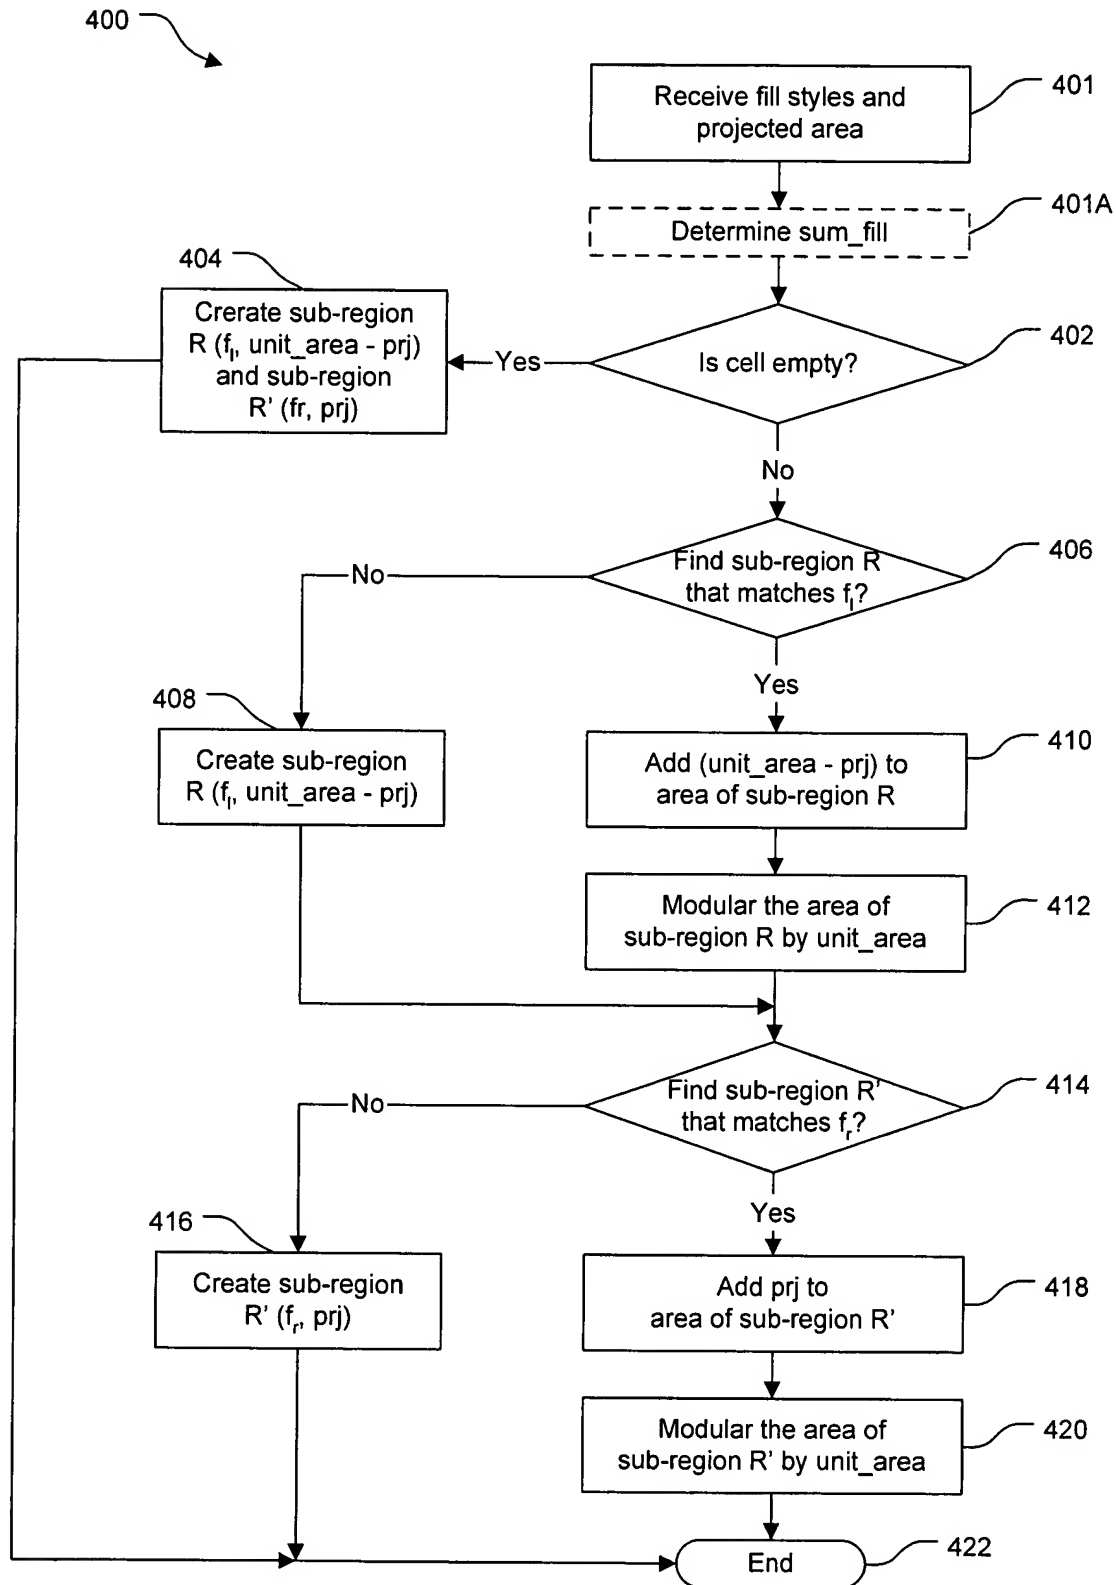 400
Receive fill styles and
projected area
401
Determine sum_fill
401A
404
Crerate sub-region
R (fl, unit_area - prj)
and sub-region
R' (fr, prj)
Yes
Is cell empty?
402
No
Find sub-region R
that matches fl?
406
No
Yes
408
Create sub-region
R (fl, unit_area - prj)
Add (unit_area - prj) to
area of sub-region R
410
Modular the area of
sub-region R by unit_area
412
Find sub-region R'
that matches fr?
414
No
Yes
416
Create sub-region
R' (fr, prj)
Add prj to
area of sub-region R'
418
Modular the area of
sub-region R' by unit_area
420
End
422